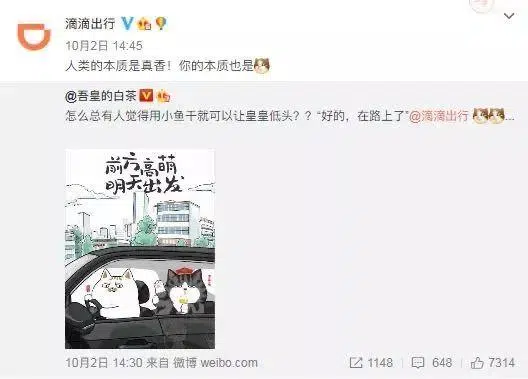 滴滴出行
10月2日 14:45
人类的本质是真香！你的本质也是
@吾皇的白茶
怎么总有人觉得用小鱼干就可以让皇皇低头？？“好的，在路上了”@滴滴出行 ...
前方高萌
明天出发
10月2日 14:30 来自 微博 weibo.com
1148 648 7314